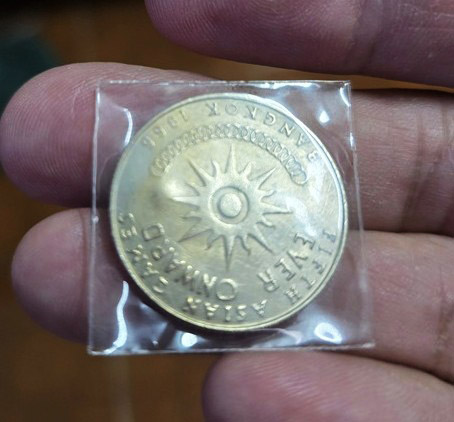 FIFTH ASIAN GAMES
EVER
ONWARD
BANGKOK 1966